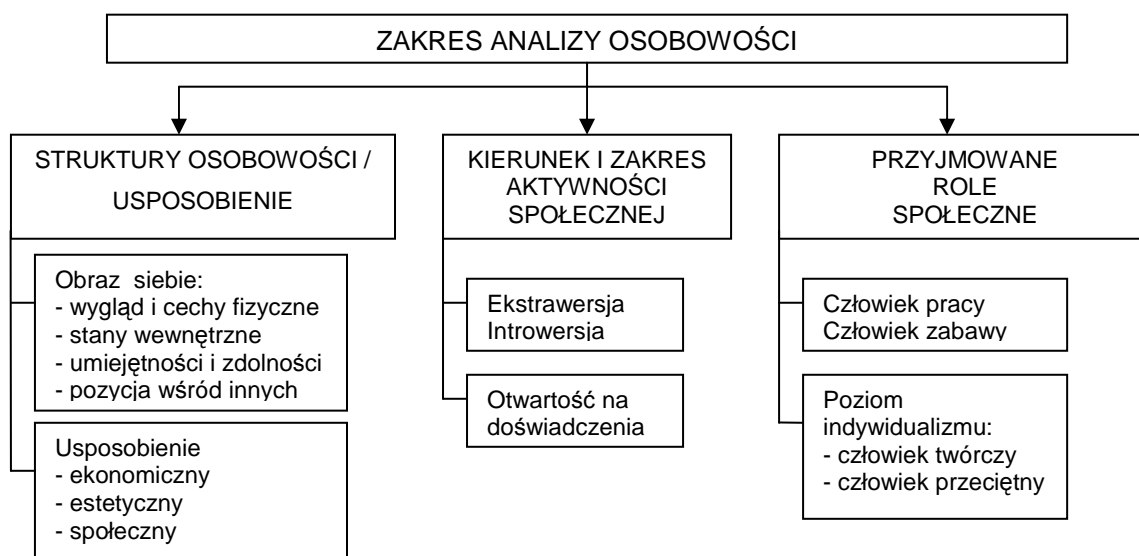 ZAKRES ANALIZY OSOBOWOŚCI
STRUKTURY OSOBOWOŚCI /
USPOSOBIENIE
Obraz siebie:
- wygląd i cechy fizyczne
- stany wewnętrzne
- umiejętności i zdolności
- pozycja wśród innych
Usposobienie
- ekonomiczny
- estetyczny
- społeczny
KIERUNEK I ZAKRES
AKTYWNOŚCI
SPOŁECZNEJ
Ekstrawersja
Introwersja
Otwartość na
doświadczenia
PRZYJMOWANE
ROLE
SPOŁECZNE
Człowiek pracy
Człowiek zabawy
Poziom
indywidualizmu:
- człowiek twórczy
- człowiek przeciętny